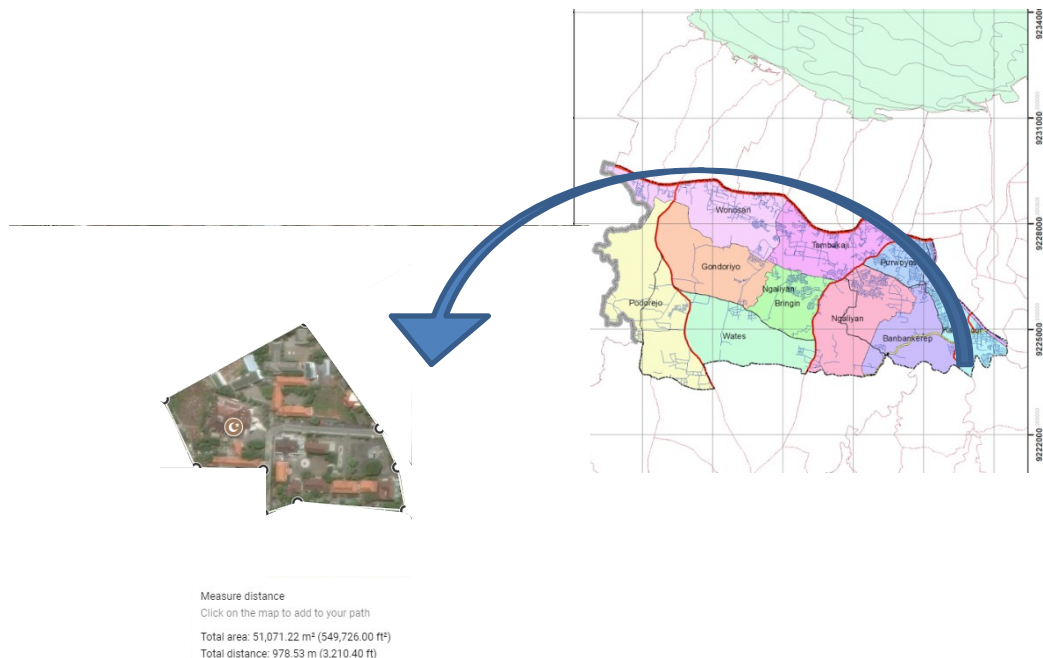 9234000
9231000
9228000
9225000
9222000
Wonosari
Tambakaji
Purwoyoso
Gondoriyo
Ngaliyan
Bringin
Podorejo
Ngaliyan
Wates
Banbankerep
Measure distance
Click on the map to add to your path
Total area: 51,071.22 m² (549,726.00 ft²)
Total distance: 978.53 m (3,210.40 ft)